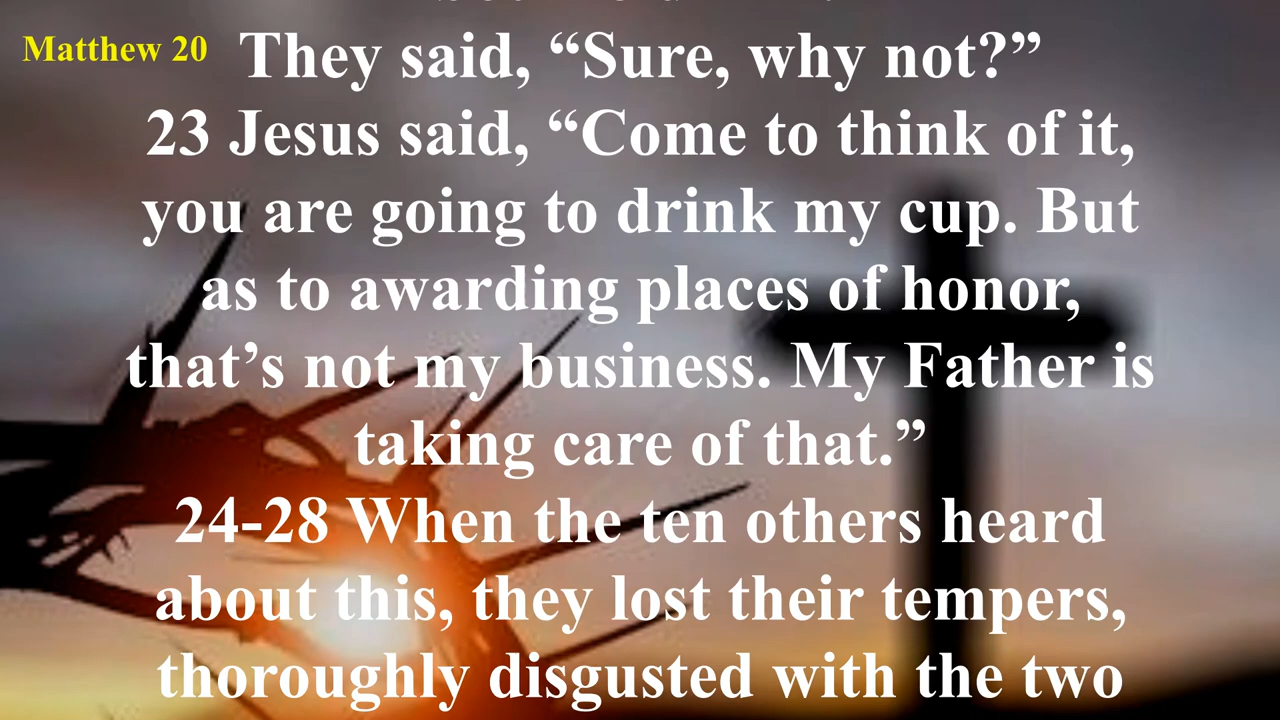 Matthew 20
They said, “Sure, why not?”
23 Jesus said, “Come to think of it,
you are going to drink my cup. But
as to awarding places of honor,
that’s not my business. My Father is
taking care of that.”
24-28 When the ten others heard
about this, they lost their tempers,
thoroughly disgusted with the two